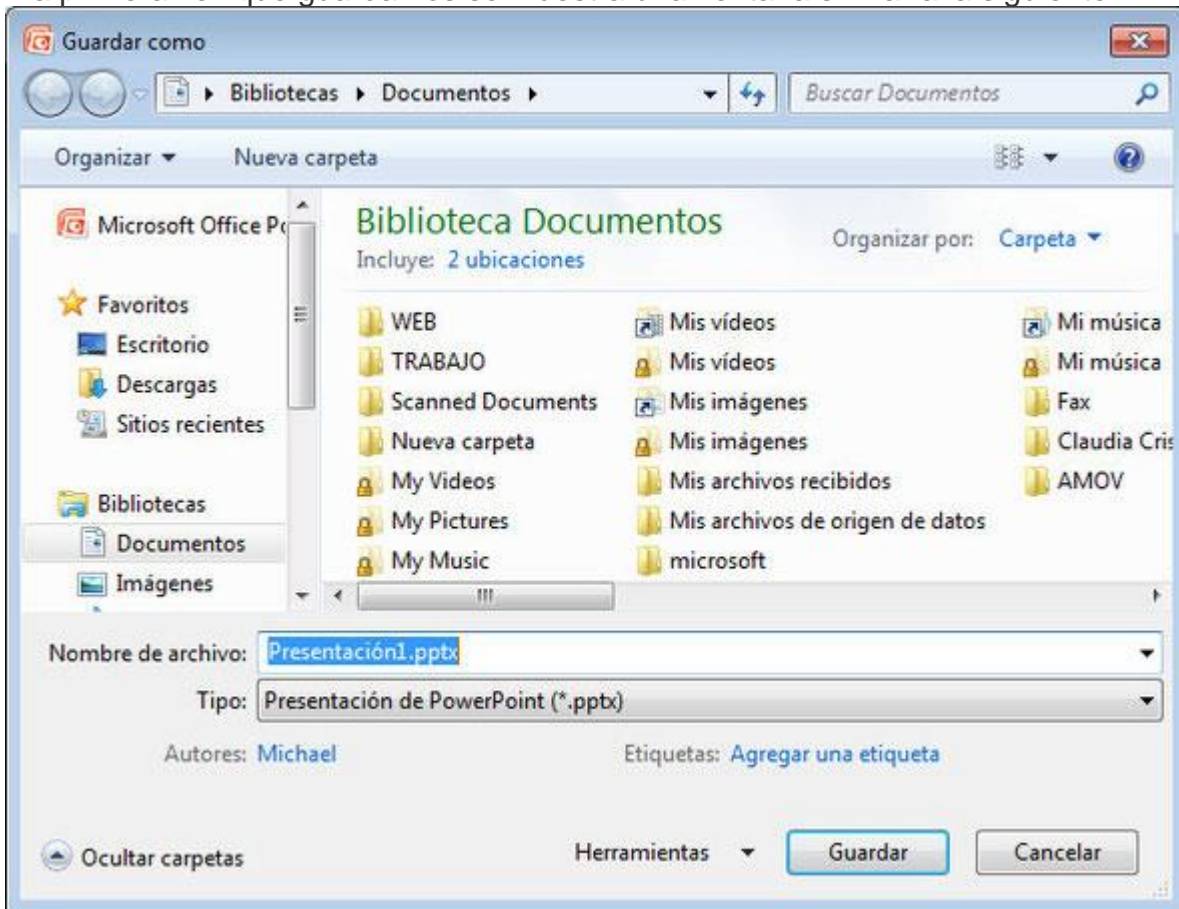 Guardar como
Bibliotecas Documentos
Buscar Documentos
Organizar
Nueva carpeta
Microsoft Office Po
Favoritos
Escritorio
Descargas
Sitios recientes
Bibliotecas
Documentos
Imágenes
Biblioteca Documentos
Incluye: 2 ubicaciones
Organizar por: Carpeta
WEB
TRABAJO
Scanned Documents
Nueva carpeta
My Videos
My Pictures
My Music
Mis vídeos
Mis vídeos
Mis imágenes
Mis imágenes
Mis archivos recibidos
Mis archivos de origen de datos
microsoft
Mi música
Mi música
Fax
Claudia Cris
AMOV
Nombre de archivo: Presentación1.pptx
Tipo: Presentación de PowerPoint (*.pptx)
Autores: Michael
Etiquetas: Agregar una etiqueta
Ocultar carpetas
Herramientas
Guardar
Cancelar